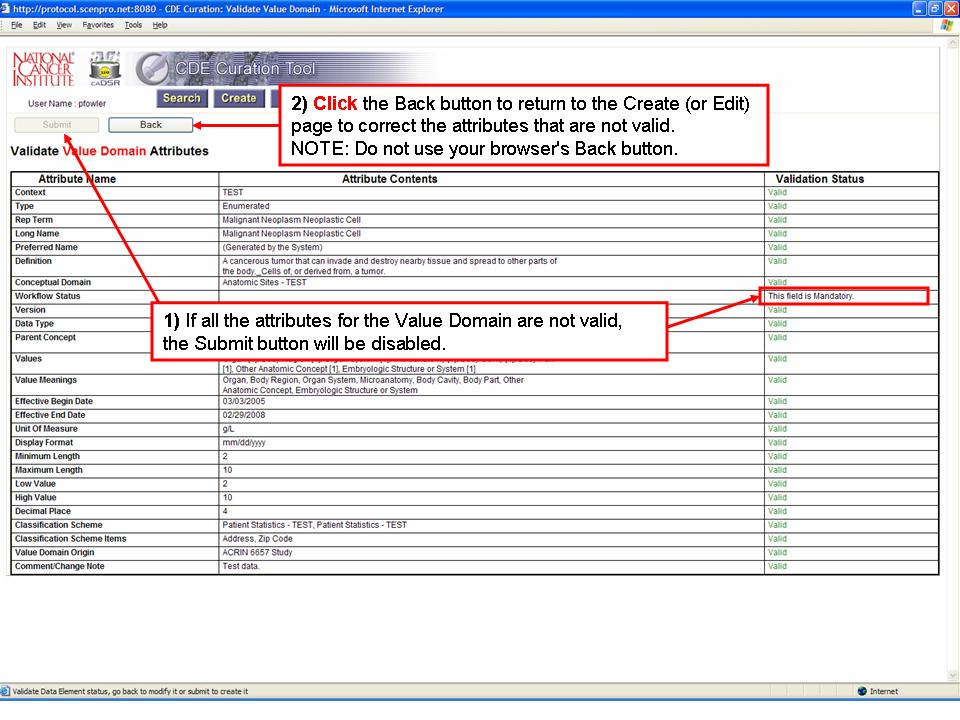 http://protocol.scenpro.net:8080 - CDE Curation: Validate Value Domain - Microsoft Internet Explorer
File Edit View Favorites Tools Help
NATIONAL CANCER INSTITUTE
caDSR
CDE Curation Tool
User Name : pfowler
Search Create
Submit Back
2) Click the Back button to return to the Create (or Edit)
page to correct the attributes that are not valid.
NOTE: Do not use your browser's Back button.
Validate Value Domain Attributes
Attribute Name Attribute Contents Validation Status
Context TEST Valid
Type Enumerated Valid
Rep Term Malignant Neoplasm Neoplastic Cell Valid
Long Name Malignant Neoplasm Neoplastic Cell Valid
Preferred Name (Generated by the System) Valid
Definition A cancerous tumor that can invade and destroy nearby tissue and spread to other parts of Valid
the body._Cells of, or derived from, a tumor.
Conceptual Domain Anatomic Sites - TEST Valid
Workflow Status This field is Mandatory.
Version Valid
Data Type Valid
Parent Concept Valid
1) If all the attributes for the Value Domain are not valid,
the Submit button will be disabled.
Values Valid
[1], Other Anatomic Concept [1], Embryologic Structure or System [1]
Value Meanings Organ, Body Region, Organ System, Microanatomy, Body Cavity, Body Part, Other Valid
Anatomic Concept, Embryologic Structure or System
Effective Begin Date 03/03/2005 Valid
Effective End Date 02/29/2008 Valid
Unit Of Measure g/L Valid
Display Format mm/dd/yyyy Valid
Minimum Length 2 Valid
Maximum Length 10 Valid
Low Value 2 Valid
High Value 10 Valid
Decimal Place 4 Valid
Classification Scheme Patient Statistics - TEST, Patient Statistics - TEST Valid
Classification Scheme Items Address, Zip Code Valid
Value Domain Origin ACRIN 6657 Study Valid
Comment/Change Note Test data. Valid
Validate Data Element status, go back to modify it or submit to create it
Internet